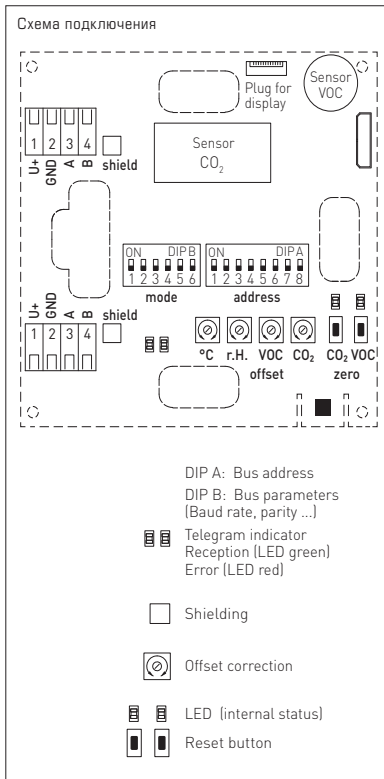 Схема подключения
Plug for
display
Sensor
VOC
Sensor
CO₂
1 2 3 4
U+ GND A B shield
ON DIP B
1 2 3 4 5 6
mode
ON DIP A
1 2 3 4 5 6 7 8
address
U+ GND A B shield
1 2 3 4
°C r.H. VOC CO₂ CO₂ VOC
offset zero
DIP A: Bus address
DIP B: Bus parameters
(Baud rate, parity ...)
Telegram indicator
Reception (LED green)
Error (LED red)
Shielding
Offset correction
LED (internal status)
Reset button